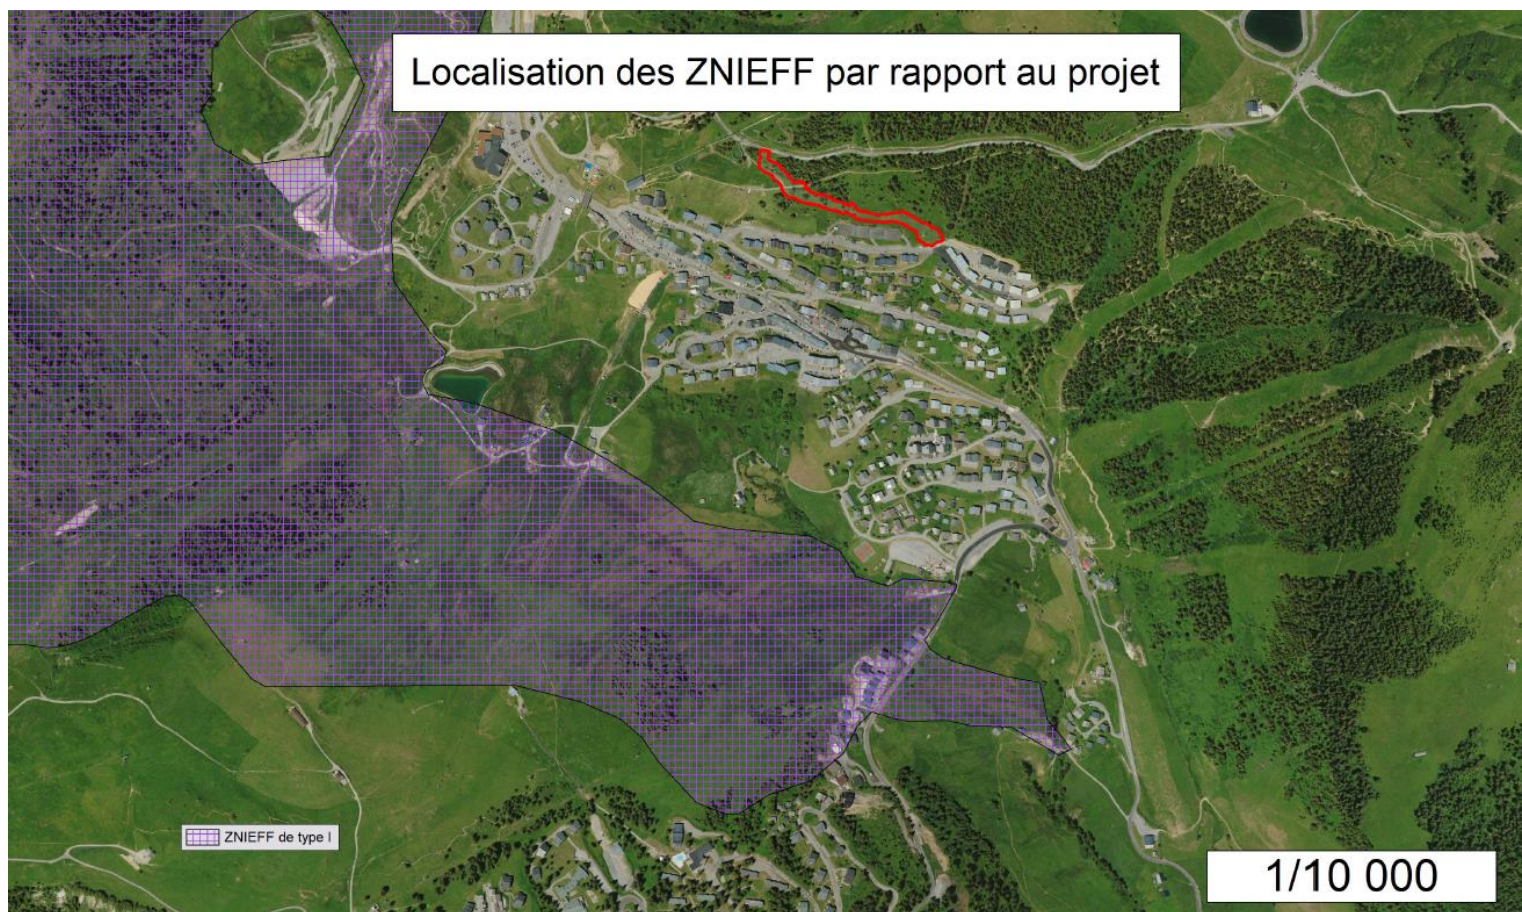 Localisation des ZNIEFF par rapport au projet
ZNIEFF de type I
1/10 000